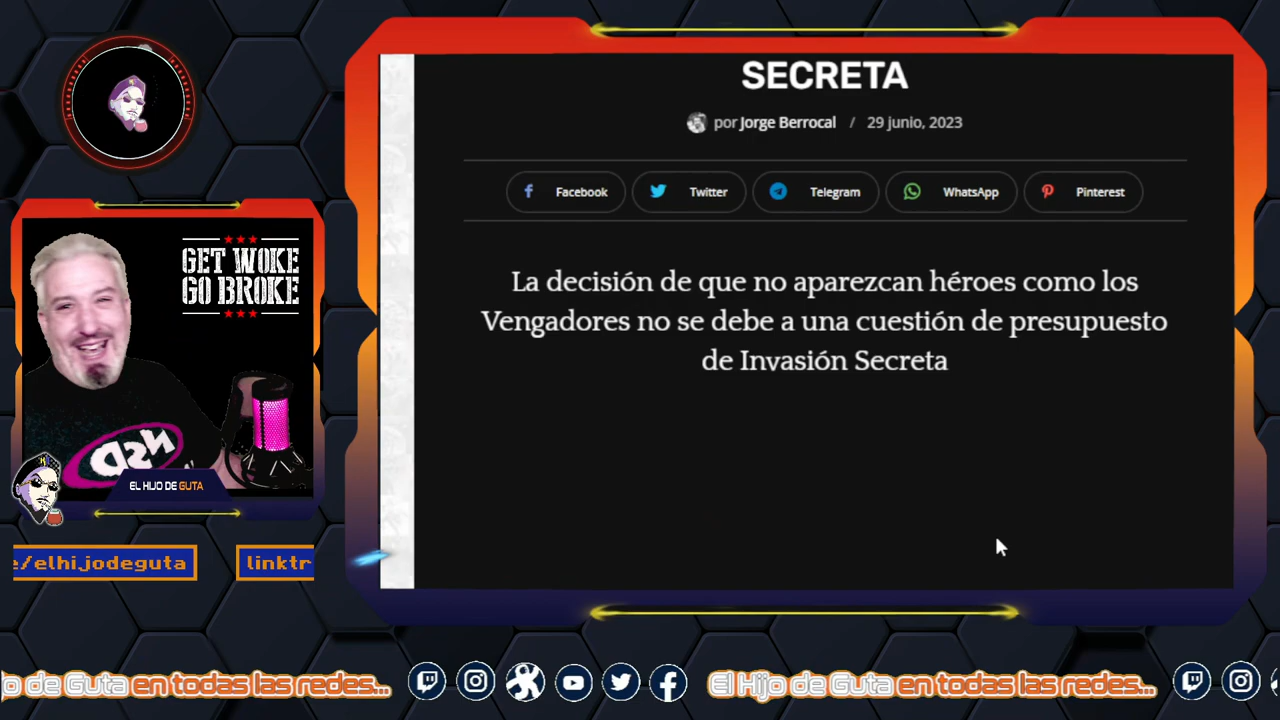 SECRETA
por Jorge Berrocal / 29 junio, 2023
Facebook Twitter Telegram WhatsApp Pinterest
La decisión de que no aparezcan héroes como los
Vengadores no se debe a una cuestión de presupuesto
de Invasión Secreta
GET WOKE
GO BROKE
EL HIJO DE GUTA
e/elhijodeguta linktr
jo de Guta en todas las redes... El Hijo de Guta en todas las redes...